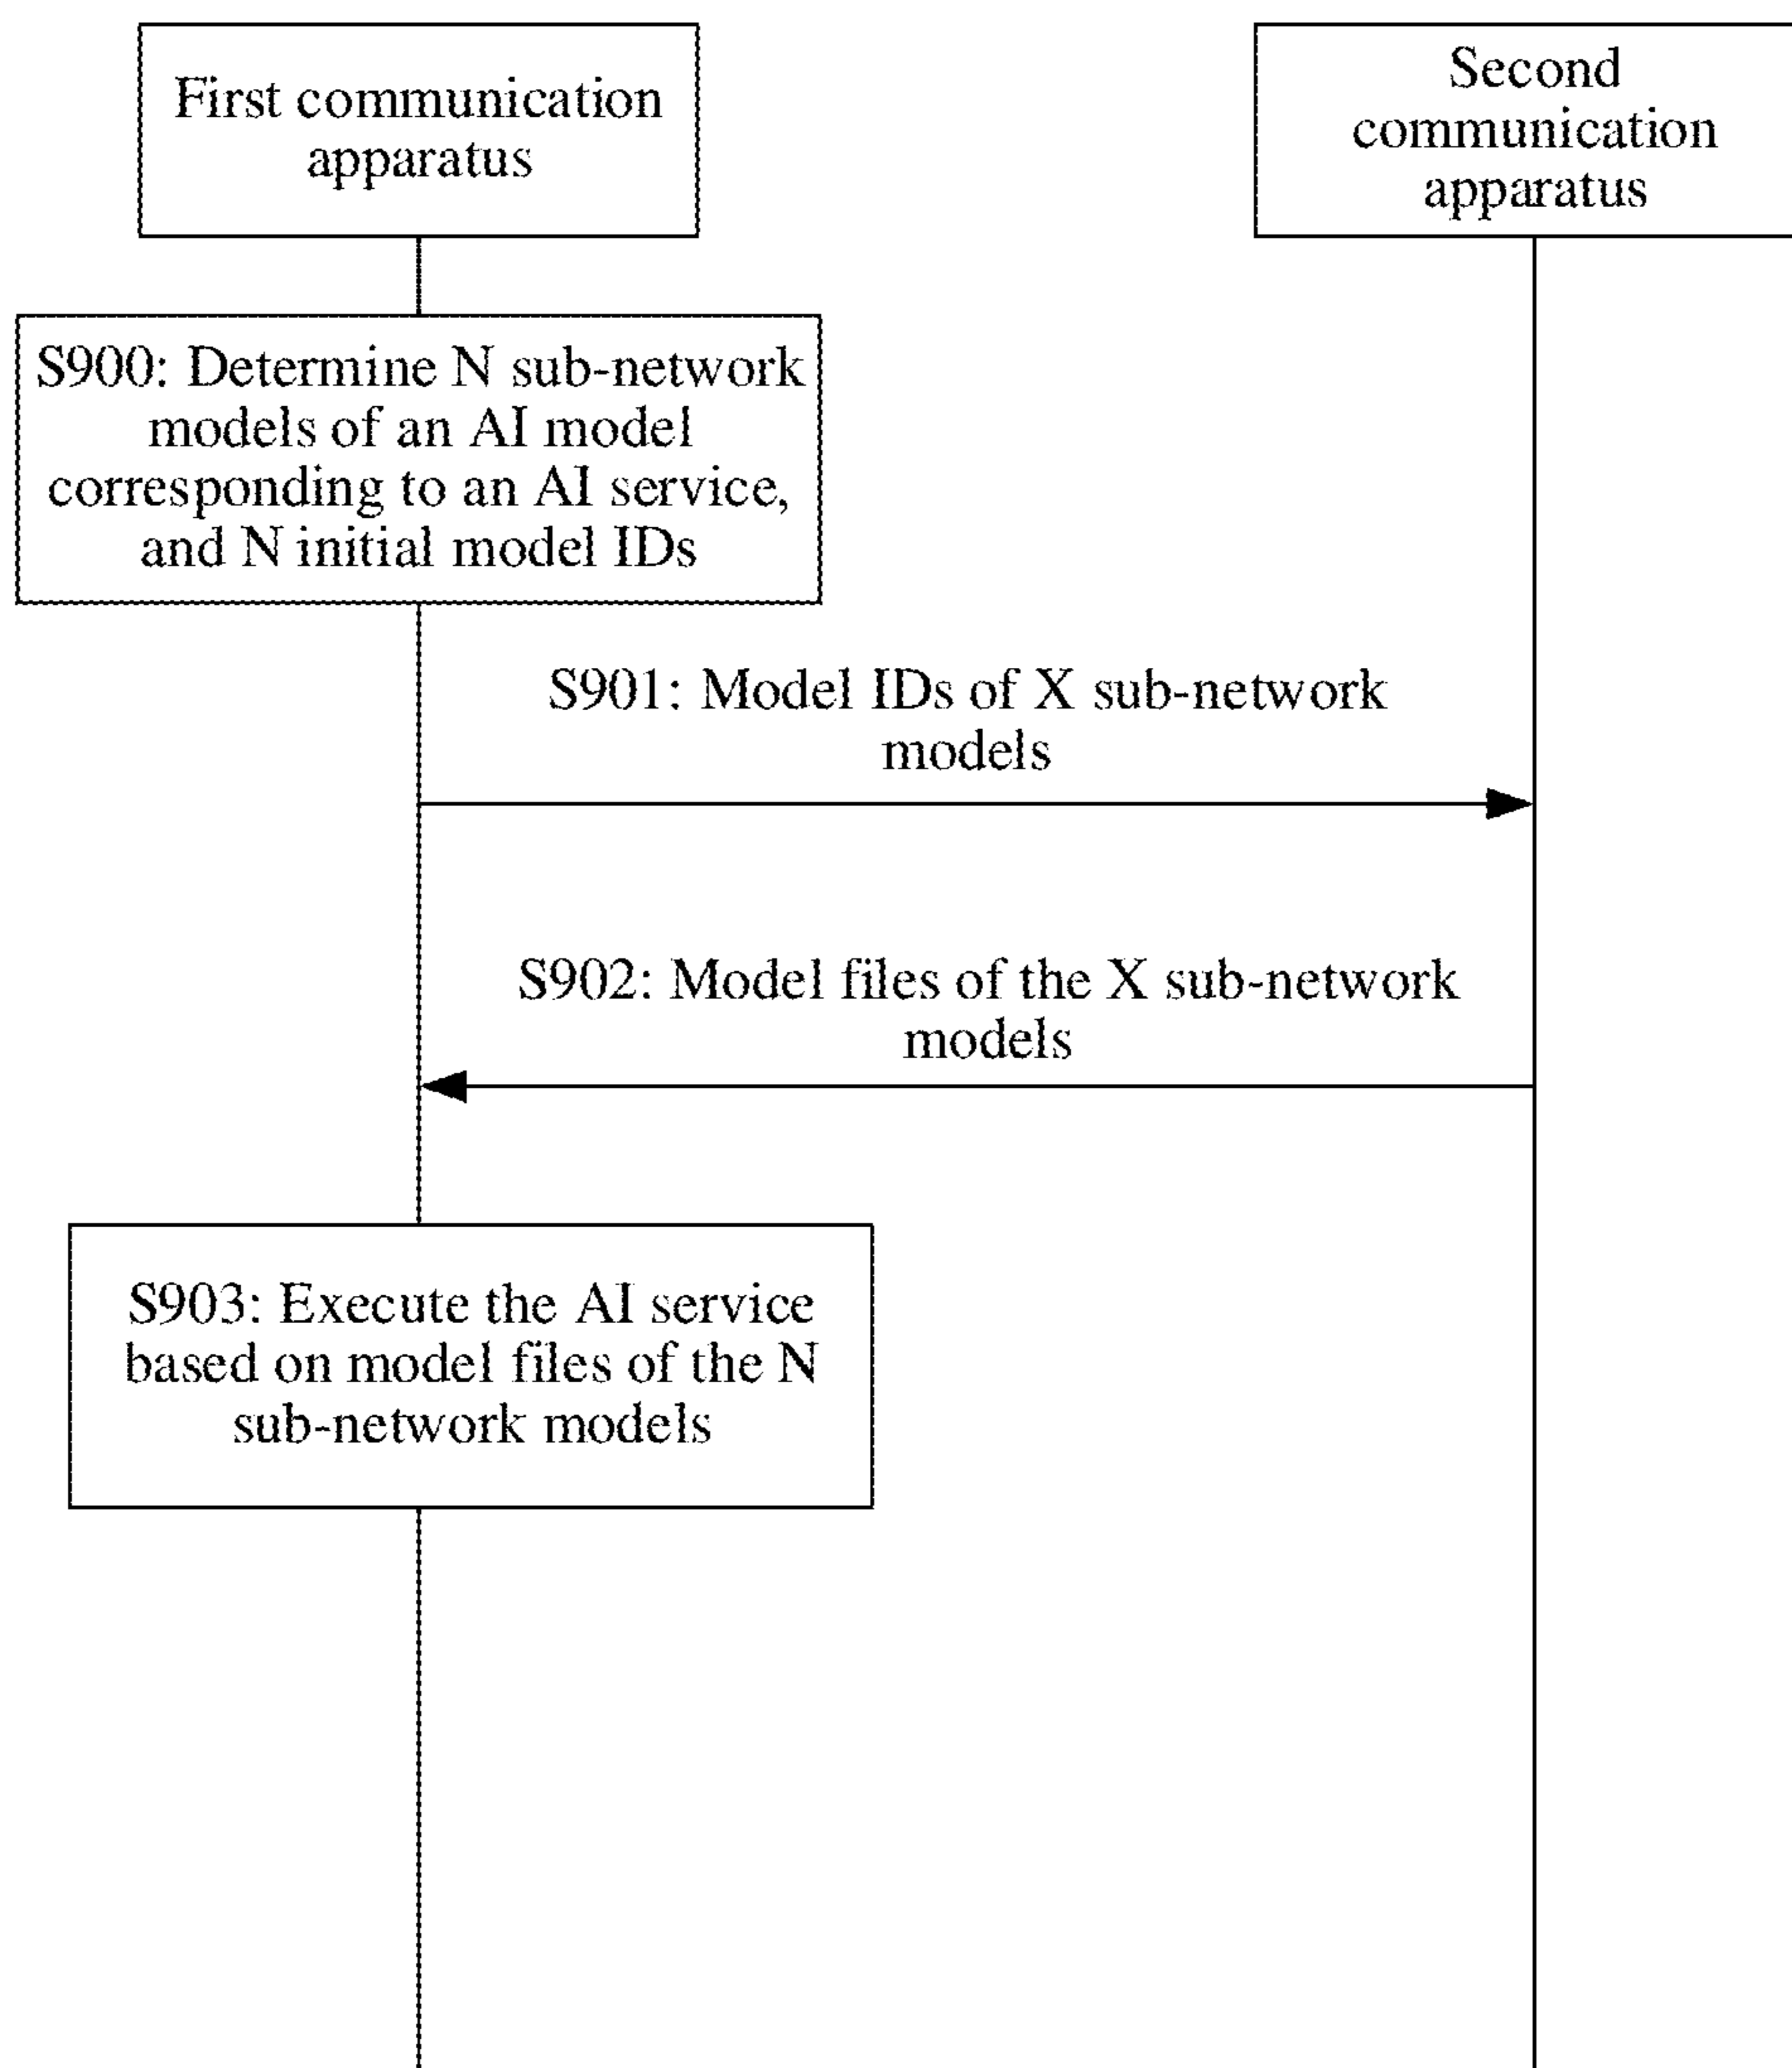 First communication
apparatus
Second
communication
apparatus
S900: Determine N sub-network
models of an AI model
corresponding to an AI service,
and N initial model IDs
S901: Model IDs of X sub-network
models
S902: Model files of the X sub-network
models
S903: Execute the AI service
based on model files of the N
sub-network models